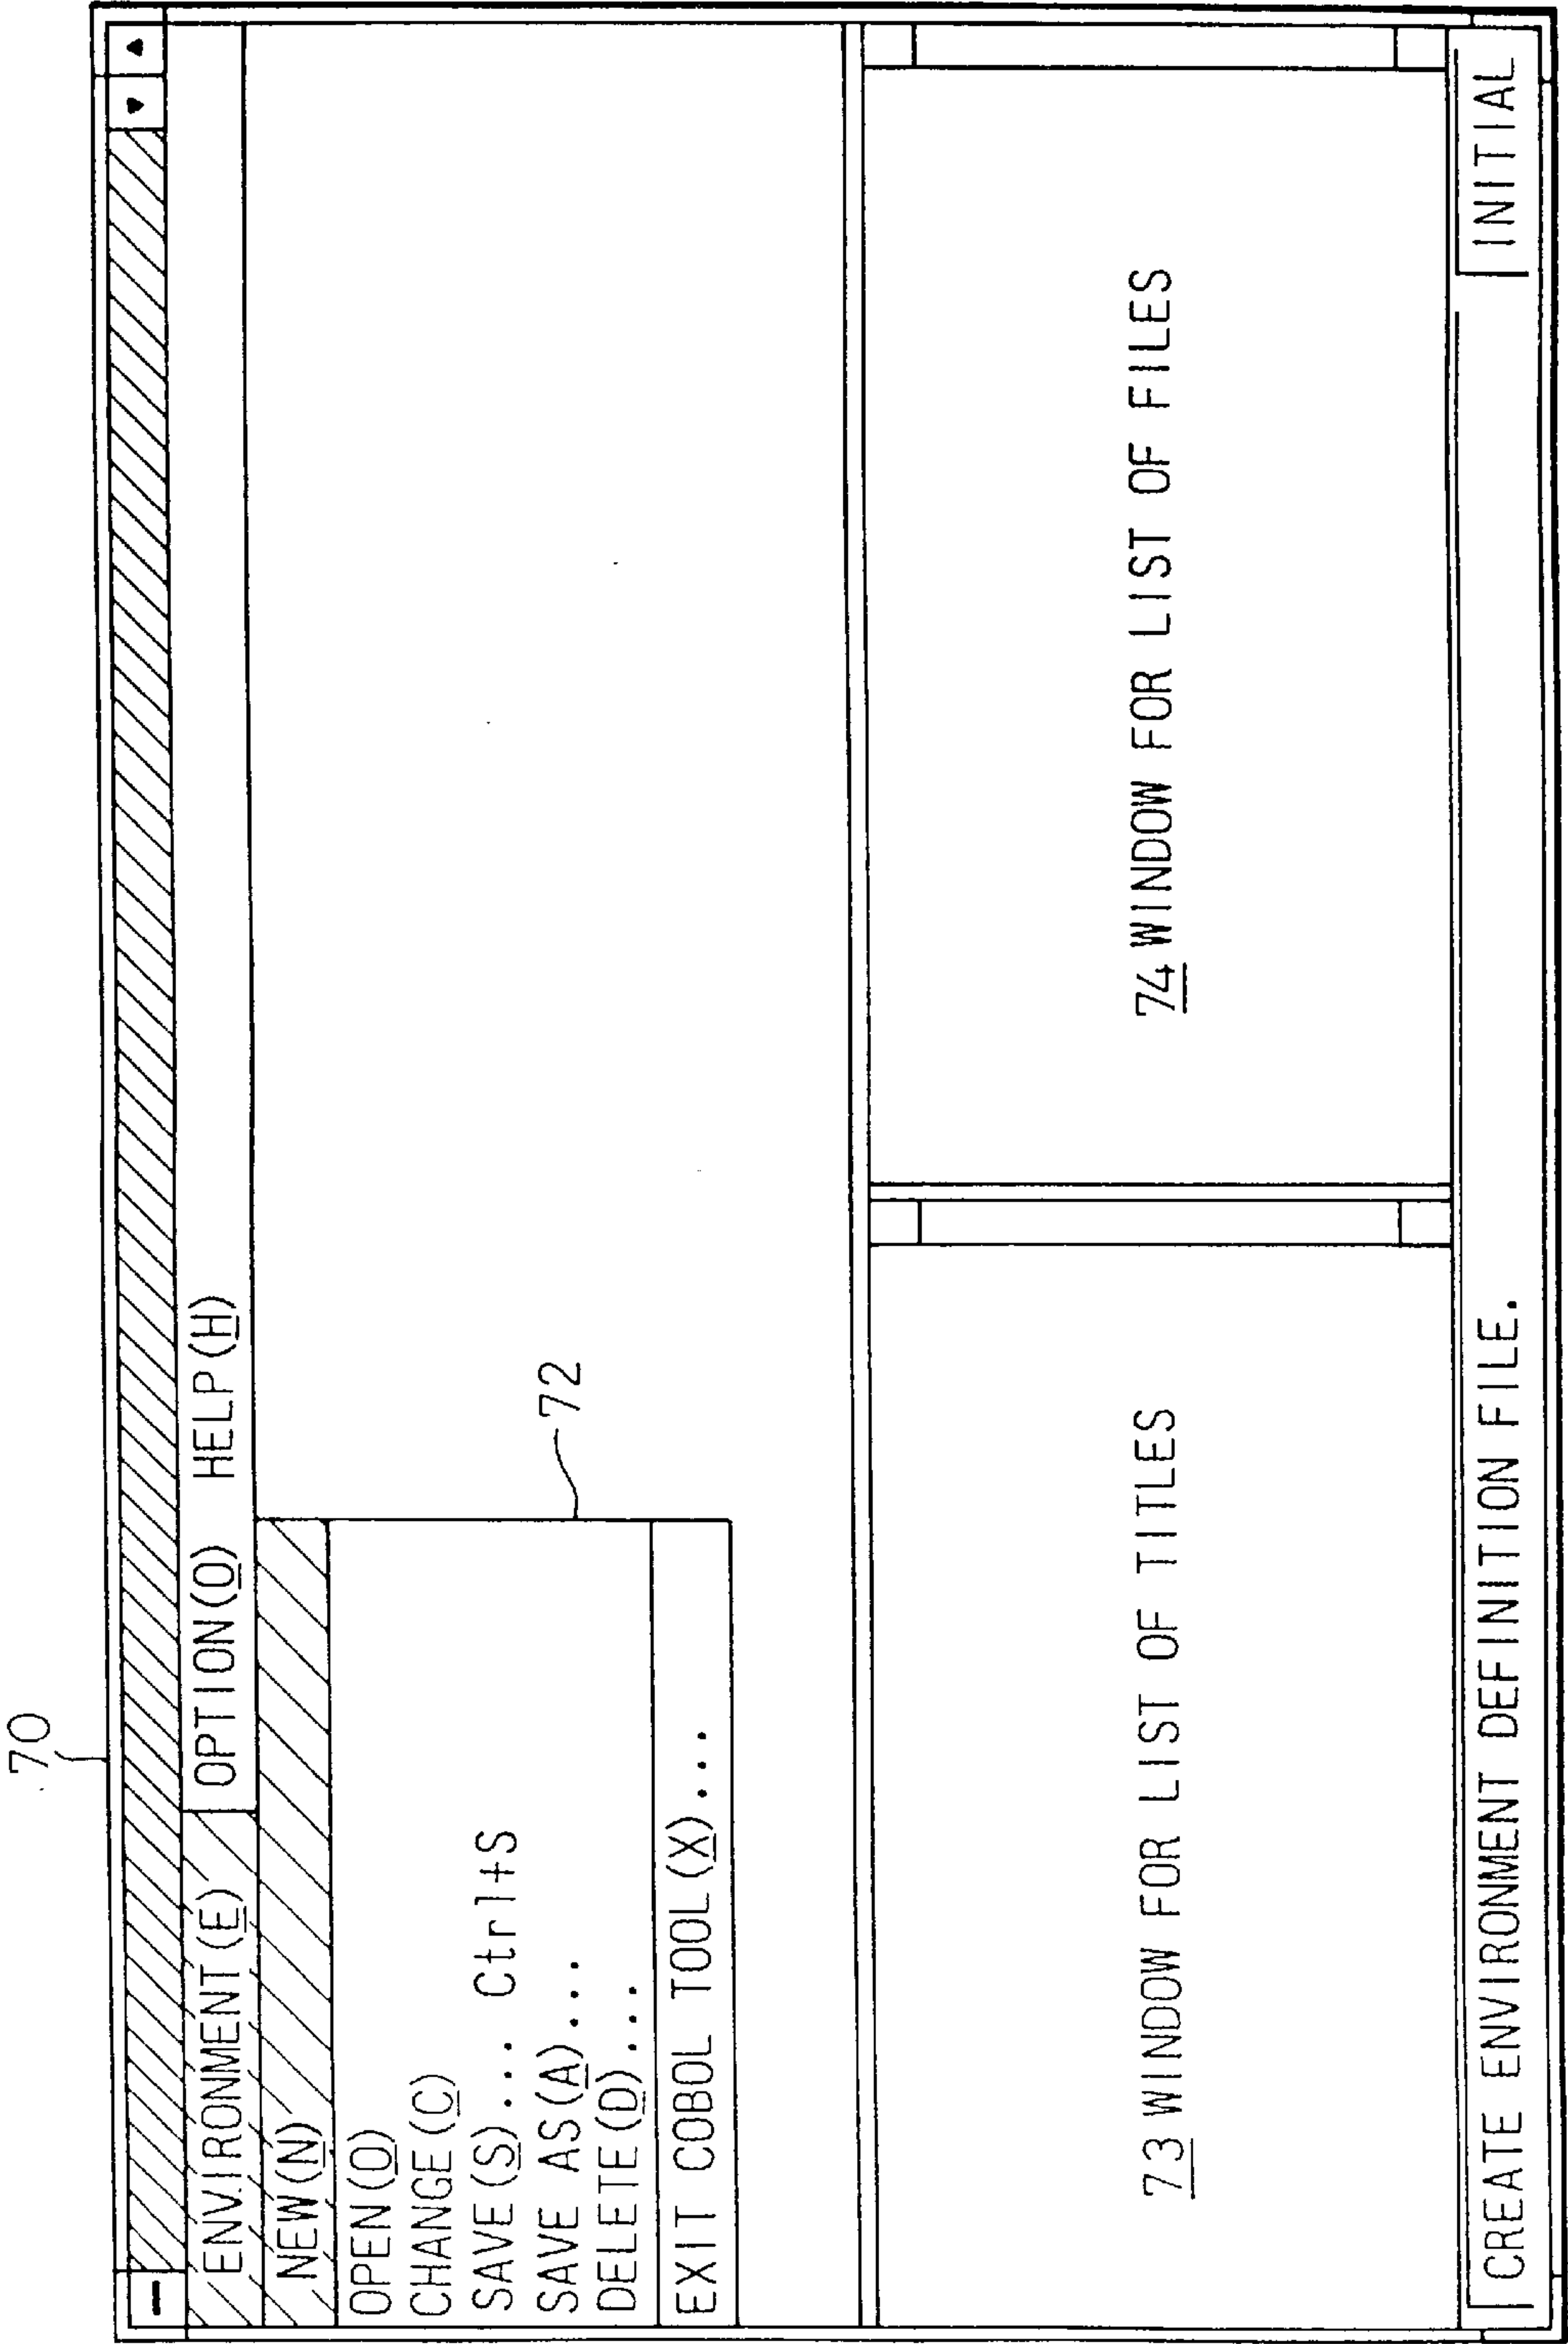 70
ENVIRONMENT(E) OPTION(O) HELP(H)
NEW(N)
OPEN(O)
CHANGE(C)
SAVE(S)... Ctrl+S
SAVE AS(A)...
DELETE(D)...
EXIT COBOL TOOL(X)...
72
73 WINDOW FOR LIST OF TITLES
74 WINDOW FOR LIST OF FILES
CREATE ENVIRONMENT DEFINITION FILE.
INITIAL